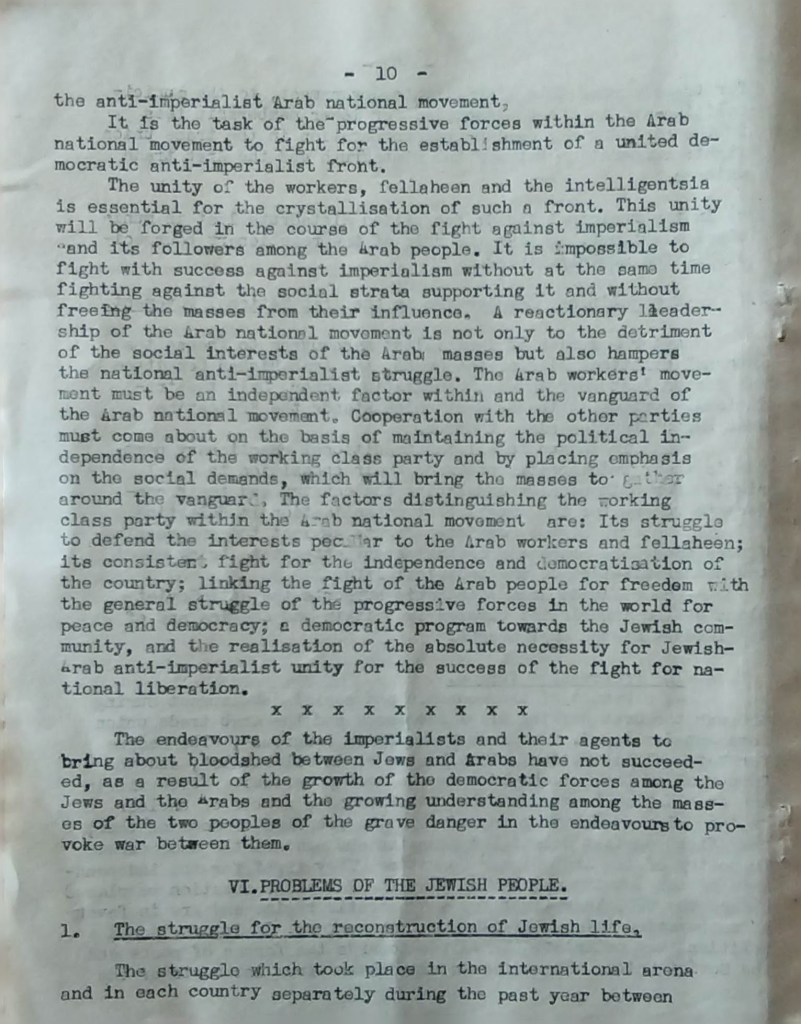 - 10 -
the anti-imperialist Arab national movement,
It is the task of the progressive forces within the Arab
national movement to fight for the establishment of a united de-
mocratic anti-imperialist front.
The unity of the workers, fellaheen and the intelligentsia
is essential for the crystallisation of such a front. This unity
will be forged in the course of the fight against imperialism
and its followers among the Arab people. It is impossible to
fight with success against imperialism without at the same time
fighting against the social strata supporting it and without
freeing the masses from their influence. A reactionary lleader-
ship of the Arab national movement is not only to the detriment
of the social interests of the Arab masses but also hampers
the national anti-imperialist struggle. The Arab workers' move-
ment must be an independent factor within and the vanguard of
the Arab national movement. Cooperation with the other parties
must come about on the basis of maintaining the political in-
dependence of the working class party and by placing emphasis
on the social demands, which will bring the masses together
around the vanguard. The factors distinguishing the working
class party within the Arab national movement are: Its struggle
to defend the interests peculiar to the Arab workers and fellaheen;
its consistent fight for the independence and democratisation of
the country; linking the fight of the Arab people for freedom with
the general struggle of the progressive forces in the world for
peace and democracy; a democratic program towards the Jewish com-
munity, and the realisation of the absolute necessity for Jewish-
Arab anti-imperialist unity for the success of the fight for na-
tional liberation.
x x x x x x x x x
The endeavours of the imperialists and their agents to
bring about bloodshed between Jews and Arabs have not succeed-
ed, as a result of the growth of the democratic forces among the
Jews and the Arabs and the growing understanding among the mass-
es of the two peoples of the grave danger in the endeavours to pro-
voke war between them.
VI. PROBLEMS OF THE JEWISH PEOPLE.
1. The struggle for the reconstruction of Jewish life,
The struggle which took place in the international arena
and in each country separately during the past year between